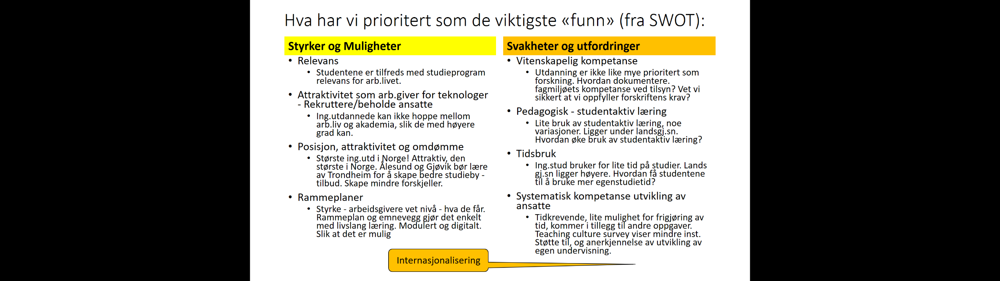 Hva har vi prioritert som de viktigste «funn» (fra SWOT):
Styrker og Muligheter
• Relevans
• Studentene er tilfreds med studieprogram
relevans for arb.livet.
• Attraktivitet som arb.giver for teknologer
- Rekruttere/beholde ansatte
• Ing.utdannede kan ikke hoppe mellom
arb.liv og akademia, slik de med høyere
grad kan.
• Posisjon, attraktivitet og omdømme
• Største ing.utd i Norge! Attraktiv, den
største i Norge. Ålesund og Gjøvik bør lære
av Trondheim for å skape bedre studieby -
tilbud. Skape mindre forskjeller.
• Rammeplaner
• Styrke - arbeidsgivere vet nivå - hva de får.
Rammeplan og emnevegg gjør det enkelt
med livslang læring. Modulert og digitalt.
Slik at det er mulig
Svakheter og utfordringer
• Vitenskapelig kompetanse
• Utdanning er ikke like mye prioritert som
forskning. Hvordan dokumentere.
fagmiljøets kompetanse ved tilsyn? Vet vi
sikkert at vi oppfyller forskriftens krav?
• Pedagogisk - studentaktiv læring
• Lite bruk av studentaktiv læring, noe
variasjoner. Ligger under landsgj.sn.
Hvordan øke bruk av studentaktiv læring?
• Tidsbruk
• Ing.stud bruker for lite tid på studier. Lands
gj.sn ligger høyere. Hvordan få studentene
til å bruke mer egenstudietid?
• Systematisk kompetanse utvikling av
ansatte
• Tidkrevende, lite mulighet for frigjøring av
tid, kommer i tillegg til andre oppgaver.
Teaching culture survey viser mindre inst.
Støtte til, og anerkjennelse av utvikling av
egen undervisning.
Internasjonalisering